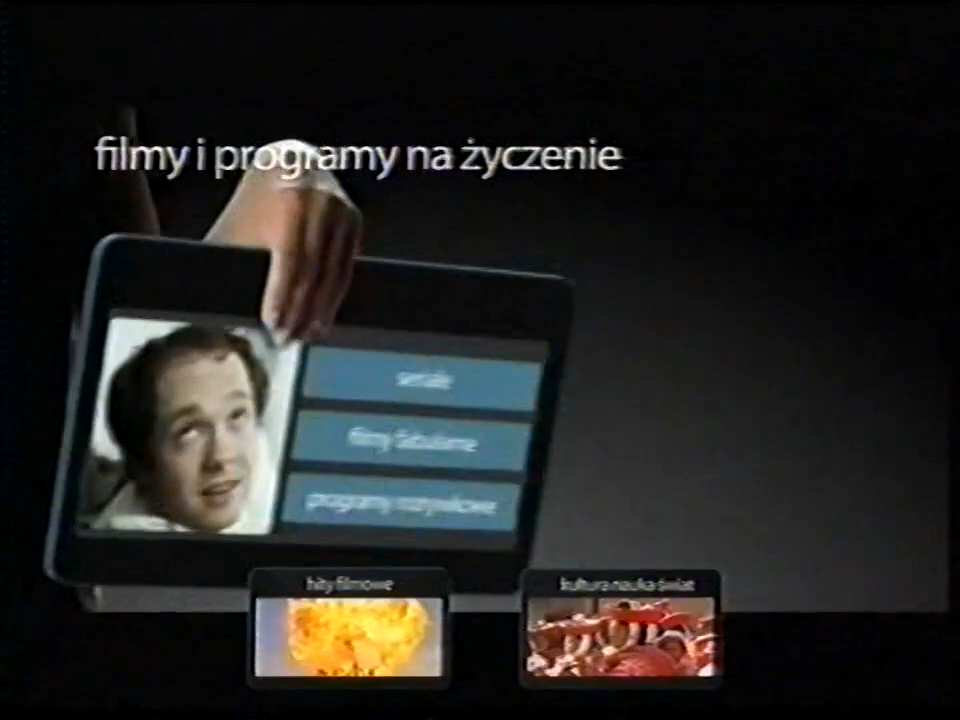 filmy i programy na życzenie
seriale
filmy fabularne
programy rozrywkowe
hity filmowe
kultura nauka świat